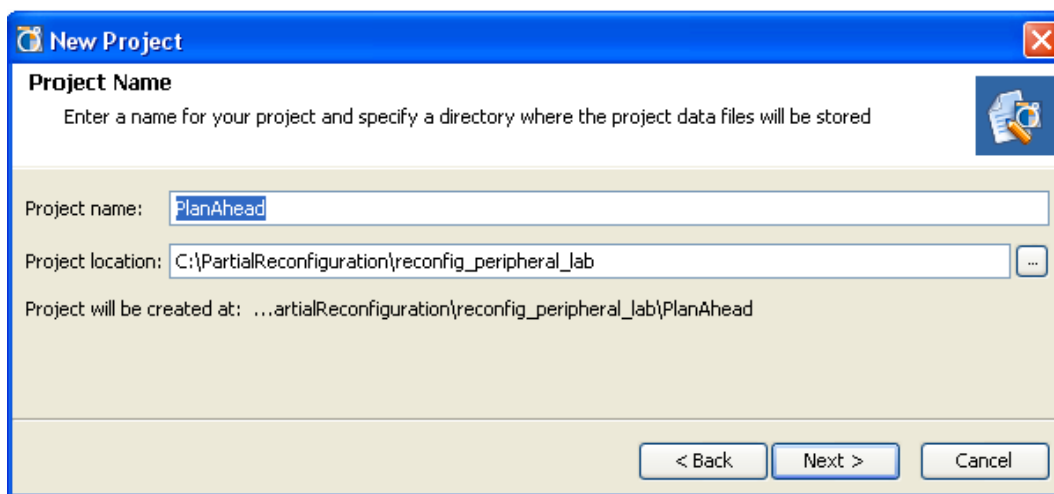 New Project
Project Name
Enter a name for your project and specify a directory where the project data files will be stored
Project name: PlanAhead
Project location: C:\PartialReconfiguration\reconfig_peripheral_lab ...
Project will be created at: ...artialReconfiguration\reconfig_peripheral_lab\PlanAhead
< Back Next > Cancel